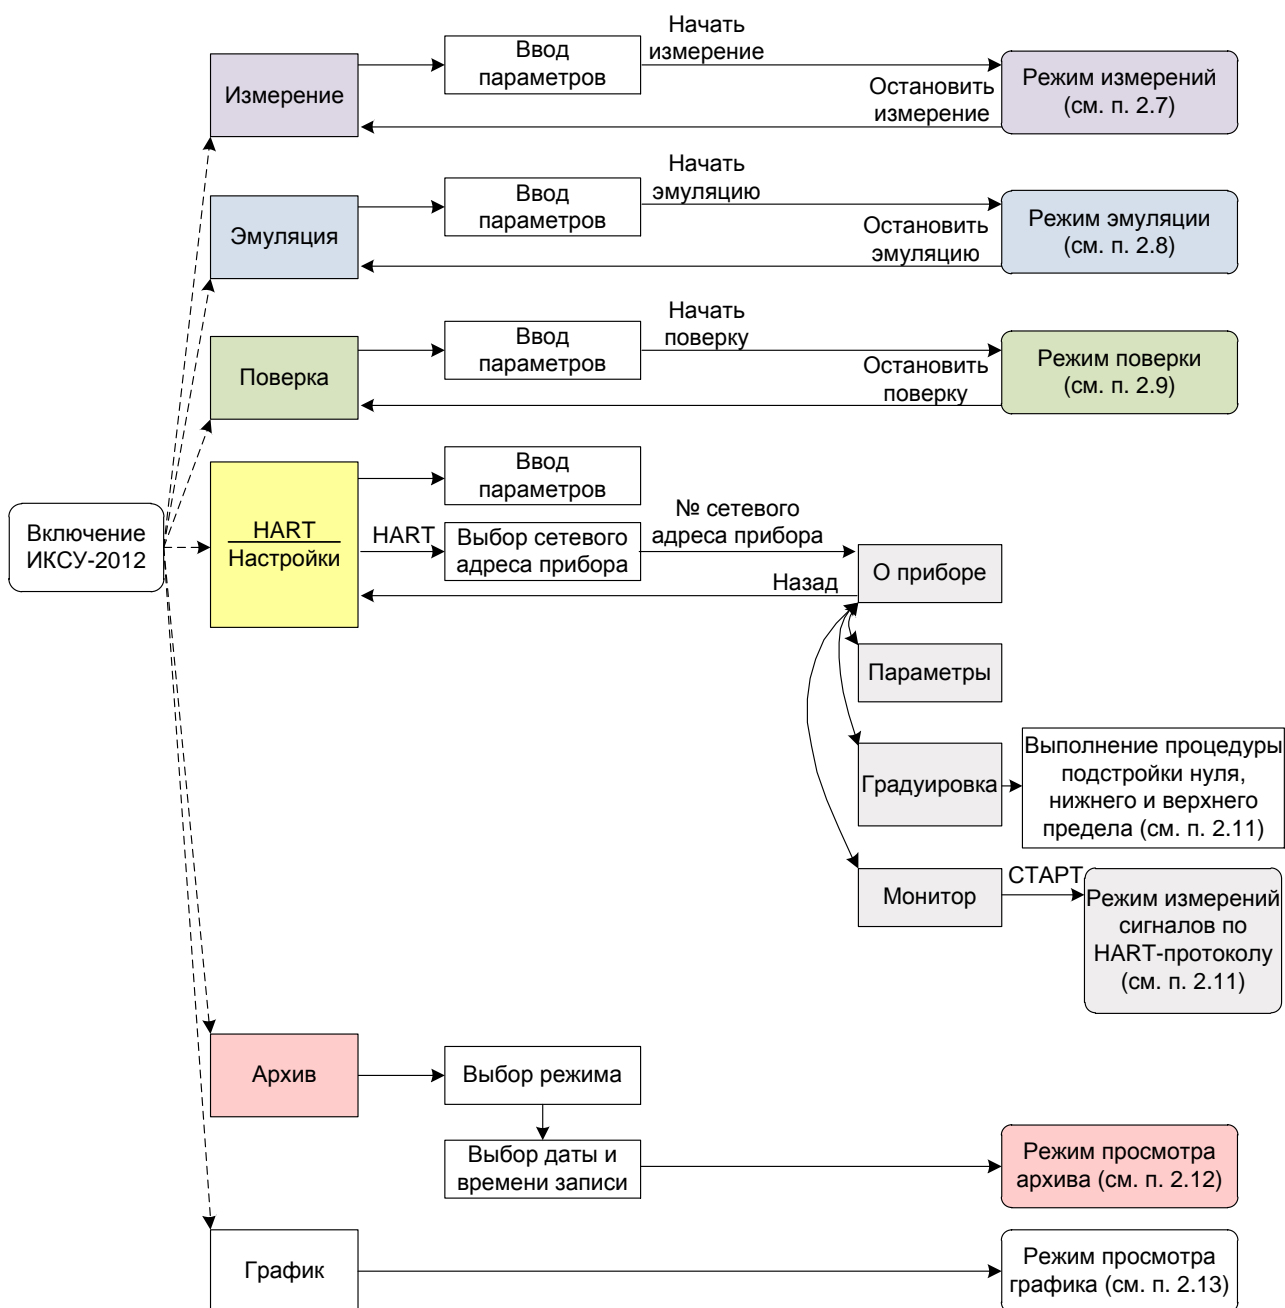 Начать
измерение
Ввод
параметров
Измерение
Режим измерений
(см. п. 2.7)
Остановить
измерение
Начать
эмуляцию
Ввод
параметров
Эмуляция
Режим эмуляции
(см. п. 2.8)
Остановить
эмуляцию
Начать
поверку
Ввод
параметров
Поверка
Режим поверки
(см. п. 2.9)
Остановить
поверку
Включение
ИКСУ-2012
HART
Настройки
Ввод
параметров
HART
Выбор сетевого
адреса прибора
№ сетевого
адреса прибора
Назад
О приборе
Параметры
Градуировка
Выполнение процедуры
подстройки нуля,
нижнего и верхнего
предела (см. п. 2.11)
Монитор
СТАРТ
Режим измерений
сигналов по
HART-протоколу
(см. п. 2.11)
Архив
Выбор режима
Выбор даты и
времени записи
Режим просмотра
архива (см. п. 2.12)
График
Режим просмотра
графика (см. п. 2.13)